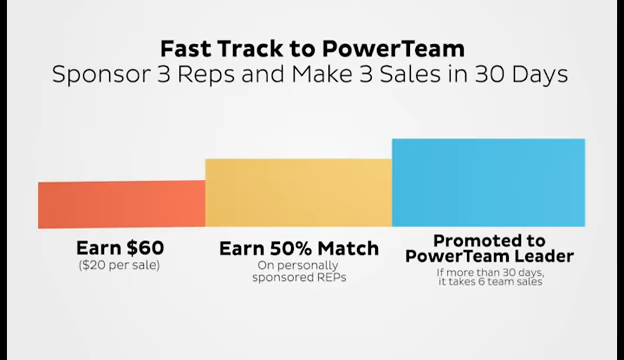 Fast Track to PowerTeam
Sponsor 3 Reps and Make 3 Sales in 30 Days
Earn $60
($20 per sale)
Earn 50% Match
On personally
sponsored REPs
Promoted to
PowerTeam Leader
If more than 30 days,
it takes 6 team sales